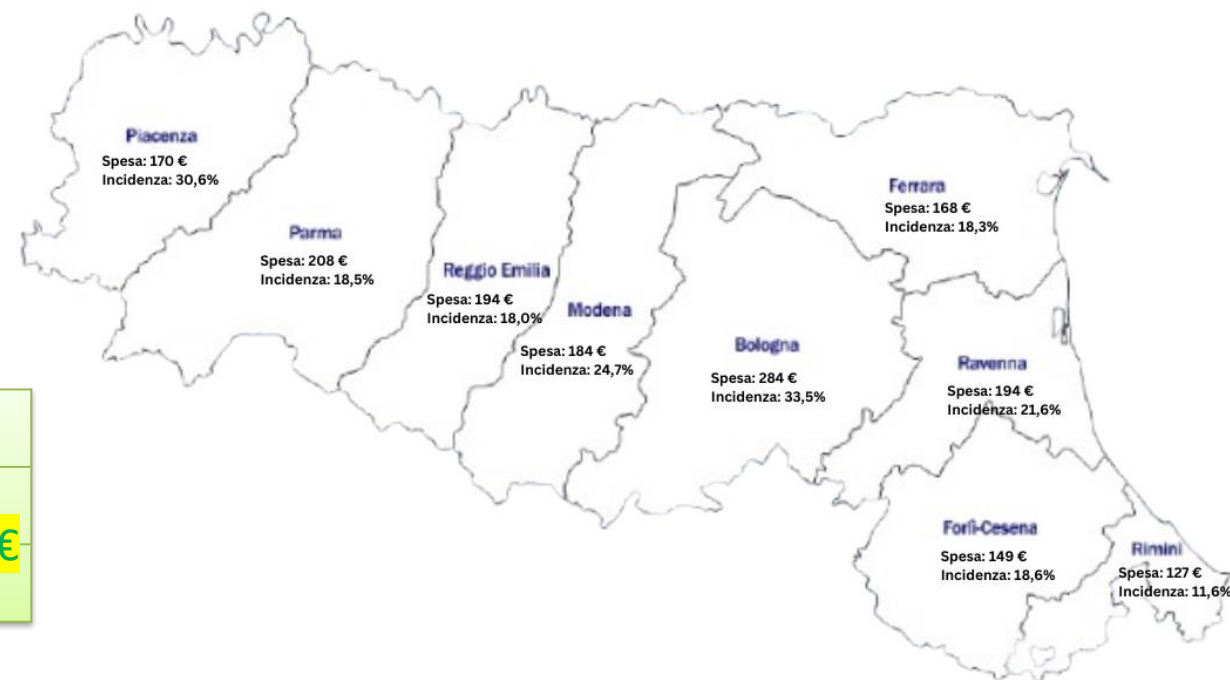 Piacenza
Spesa: 170 €
Incidenza: 30,6%
Parma
Spesa: 208 €
Incidenza: 18,5%
Reggio Emilia
Spesa: 194 €
Incidenza: 18,0%
Modena
Spesa: 184 €
Incidenza: 24,7%
Bologna
Spesa: 284 €
Incidenza: 33,5%
Ferrara
Spesa: 168 €
Incidenza: 18,3%
Ravenna
Spesa: 194 €
Incidenza: 21,6%
Forlì-Cesena
Spesa: 149 €
Incidenza: 18,6%
Rimini
Spesa: 127 €
Incidenza: 11,6%
€